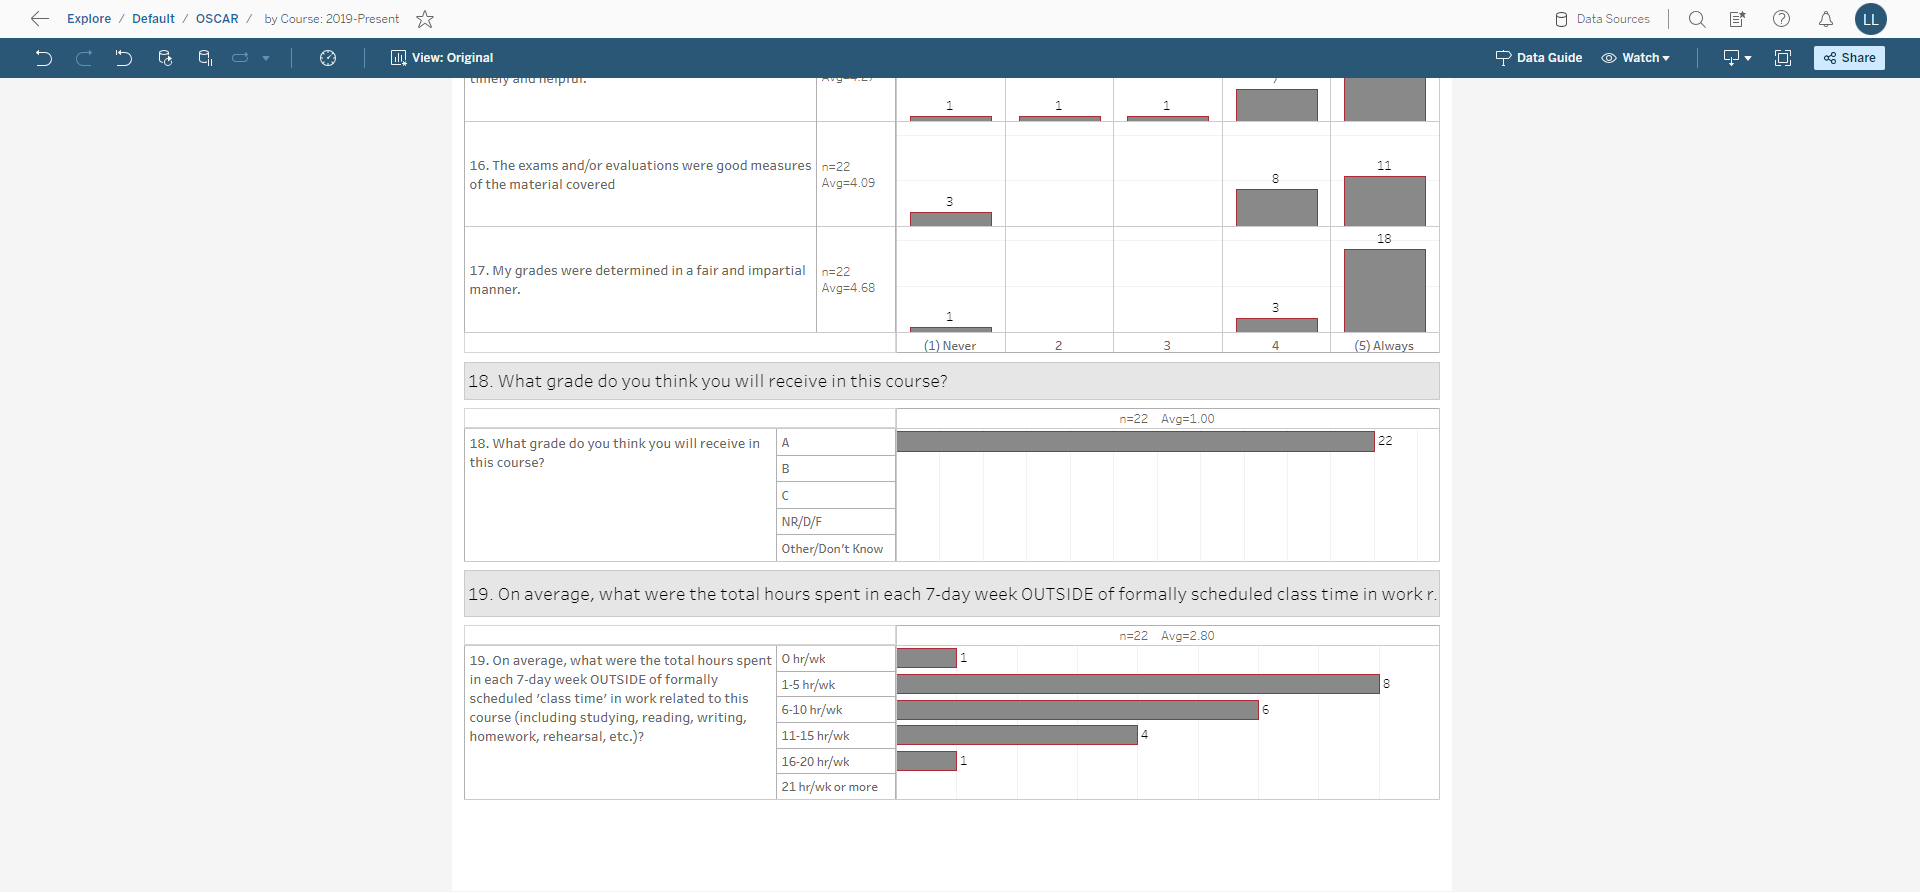 Explore / Default / OSCAR / by Course: 2019-Present
Data Sources
LL
View: Original
Data Guide
Watch
Share
timely and helpful.
Avg=4.27
1
1
1
7
16. The exams and/or evaluations were good measures
of the material covered
n=22
Avg=4.09
3
8
11
17. My grades were determined in a fair and impartial
manner.
n=22
Avg=4.68
1
3
18
(1) Never
2
3
4
(5) Always
18. What grade do you think you will receive in this course?
n=22 Avg=1.00
18. What grade do you think you will receive in
this course?
A
22
B
C
NR/D/F
Other/Don't Know
19. On average, what were the total hours spent in each 7-day week OUTSIDE of formally scheduled class time in work r.
n=22 Avg=2.80
19. On average, what were the total hours spent
in each 7-day week OUTSIDE of formally
scheduled 'class time' in work related to this
course (including studying, reading, writing,
homework, rehearsal, etc.)?
0 hr/wk
1
1-5 hr/wk
8
6-10 hr/wk
6
11-15 hr/wk
4
16-20 hr/wk
1
21 hr/wk or more